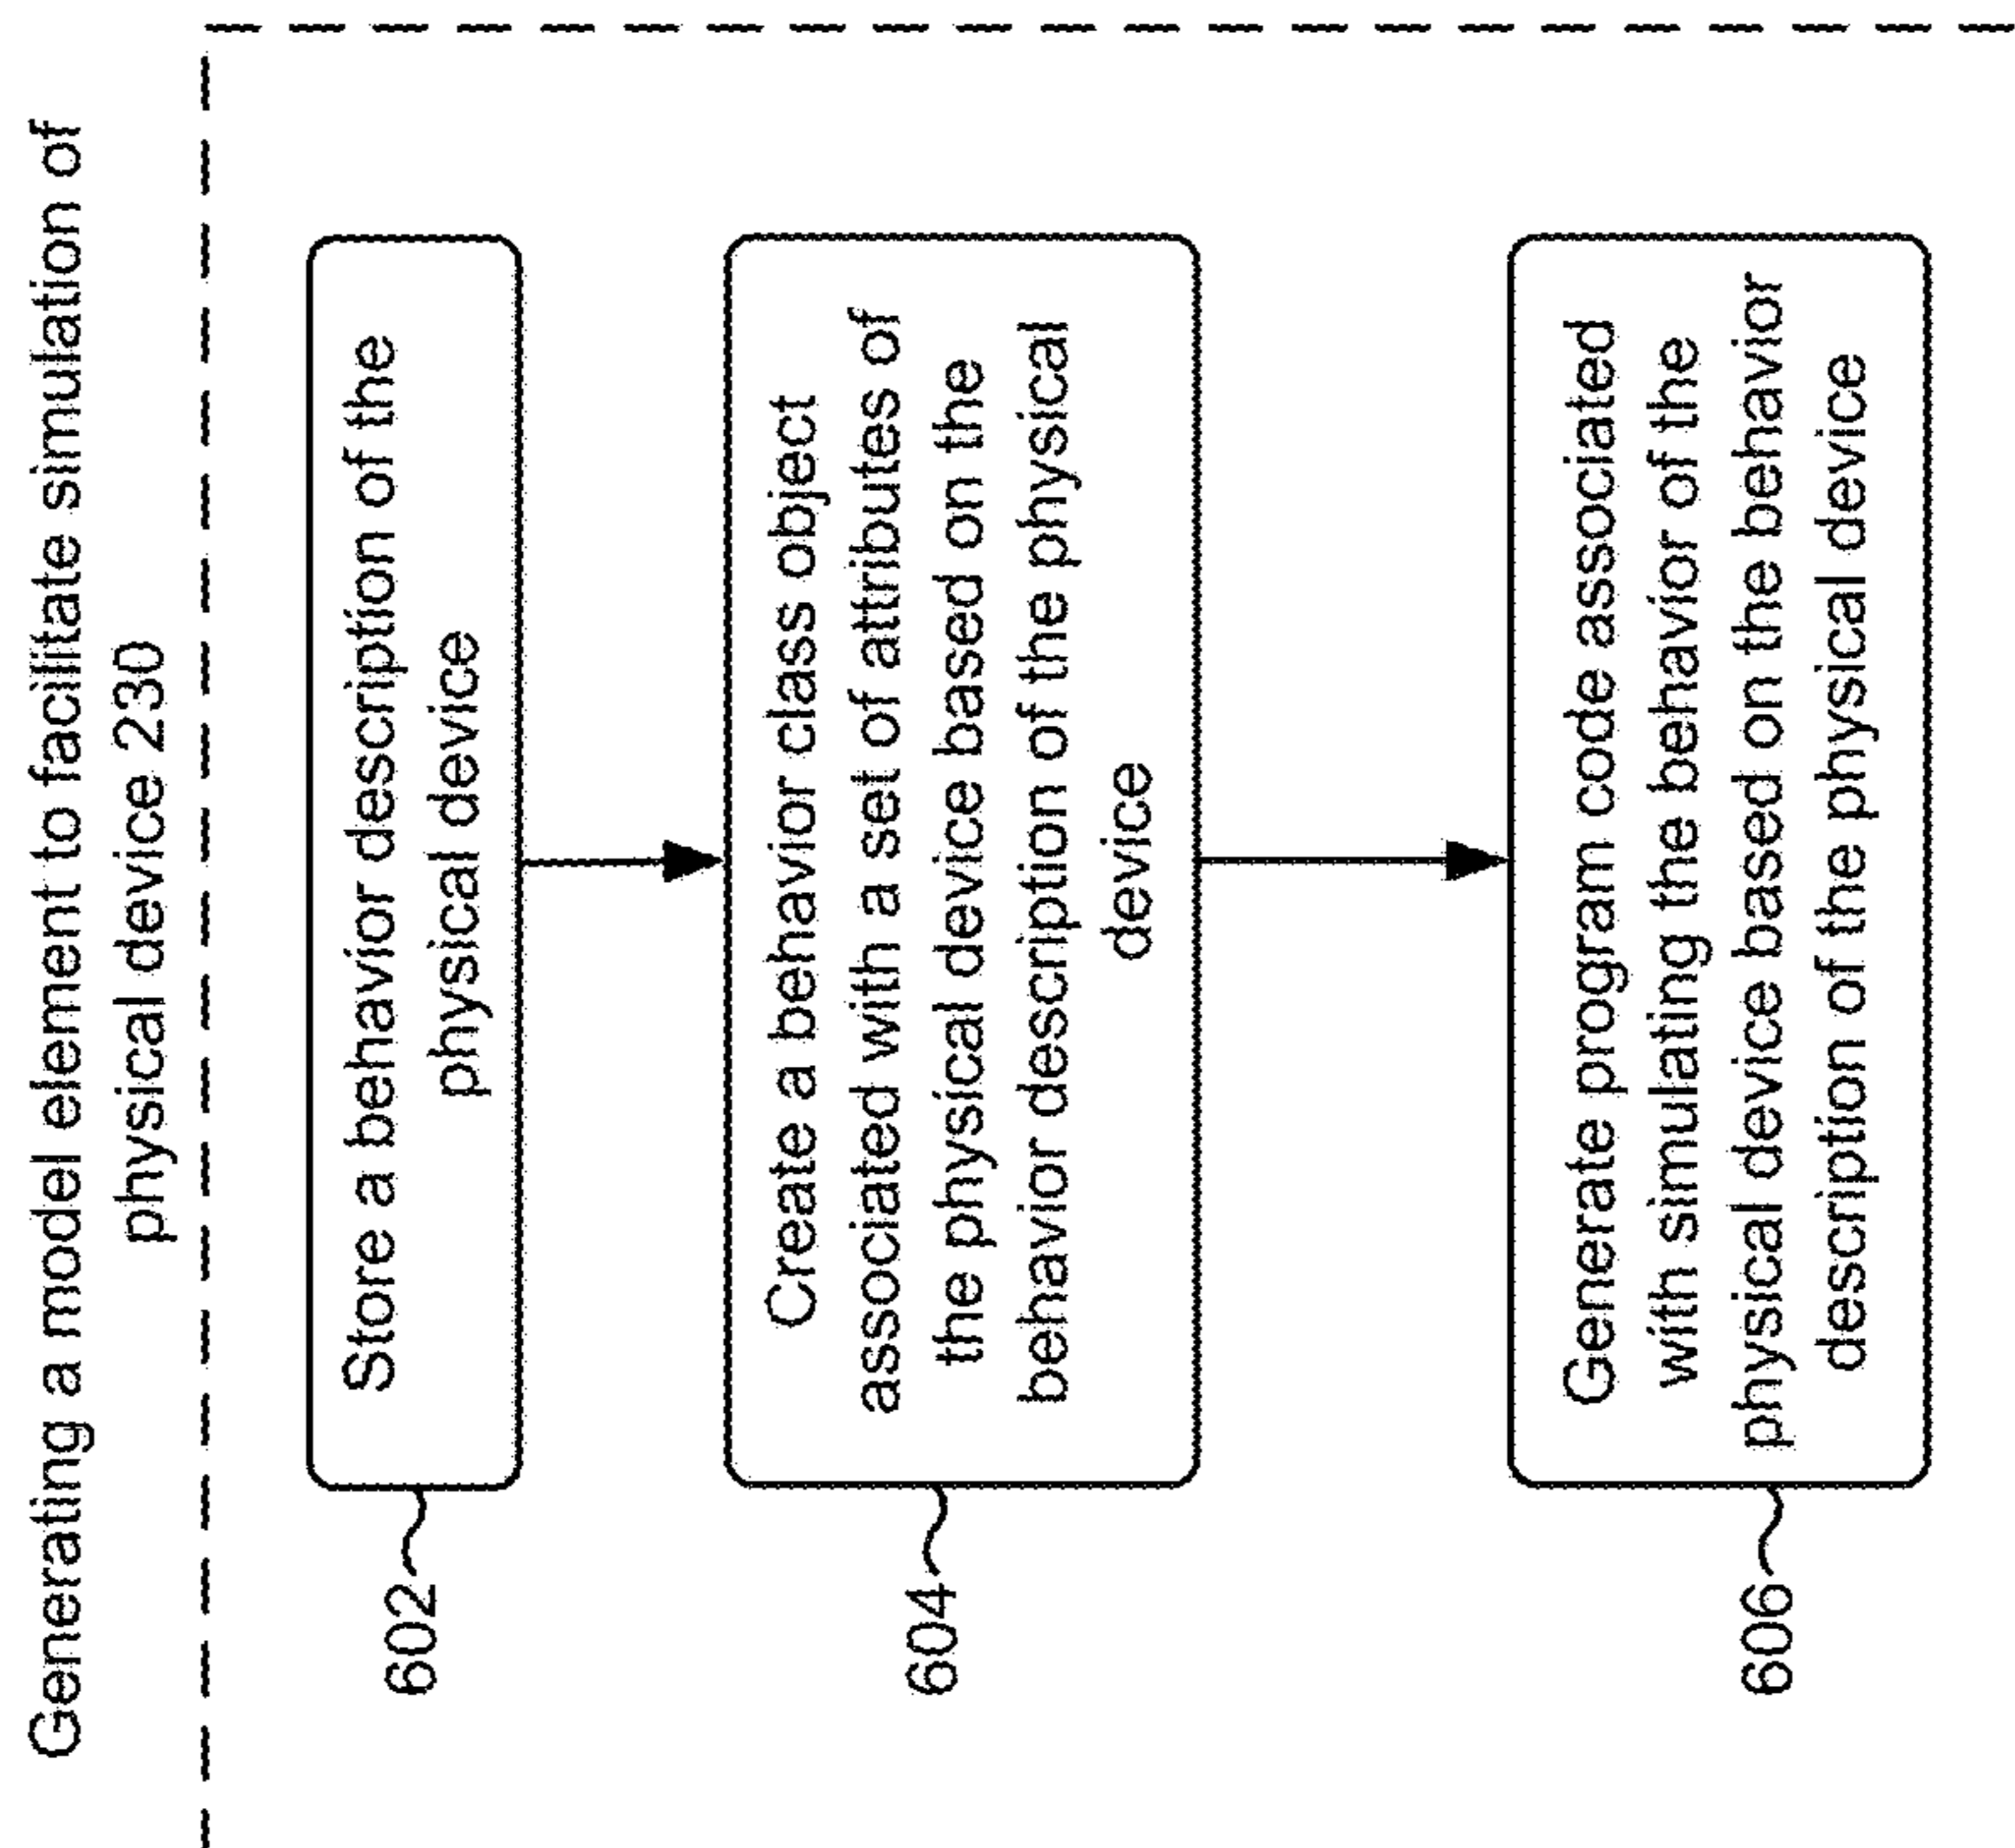 Generating a model element to facilitate simulation of
physical device 230
602
Store a behavior description of the
physical device
604
Create a behavior class object
associated with a set of attributes of
the physical device based on the
behavior description of the physical
device
606
Generate program code associated
with simulating the behavior of the
physical device based on the behavior
description of the physical device